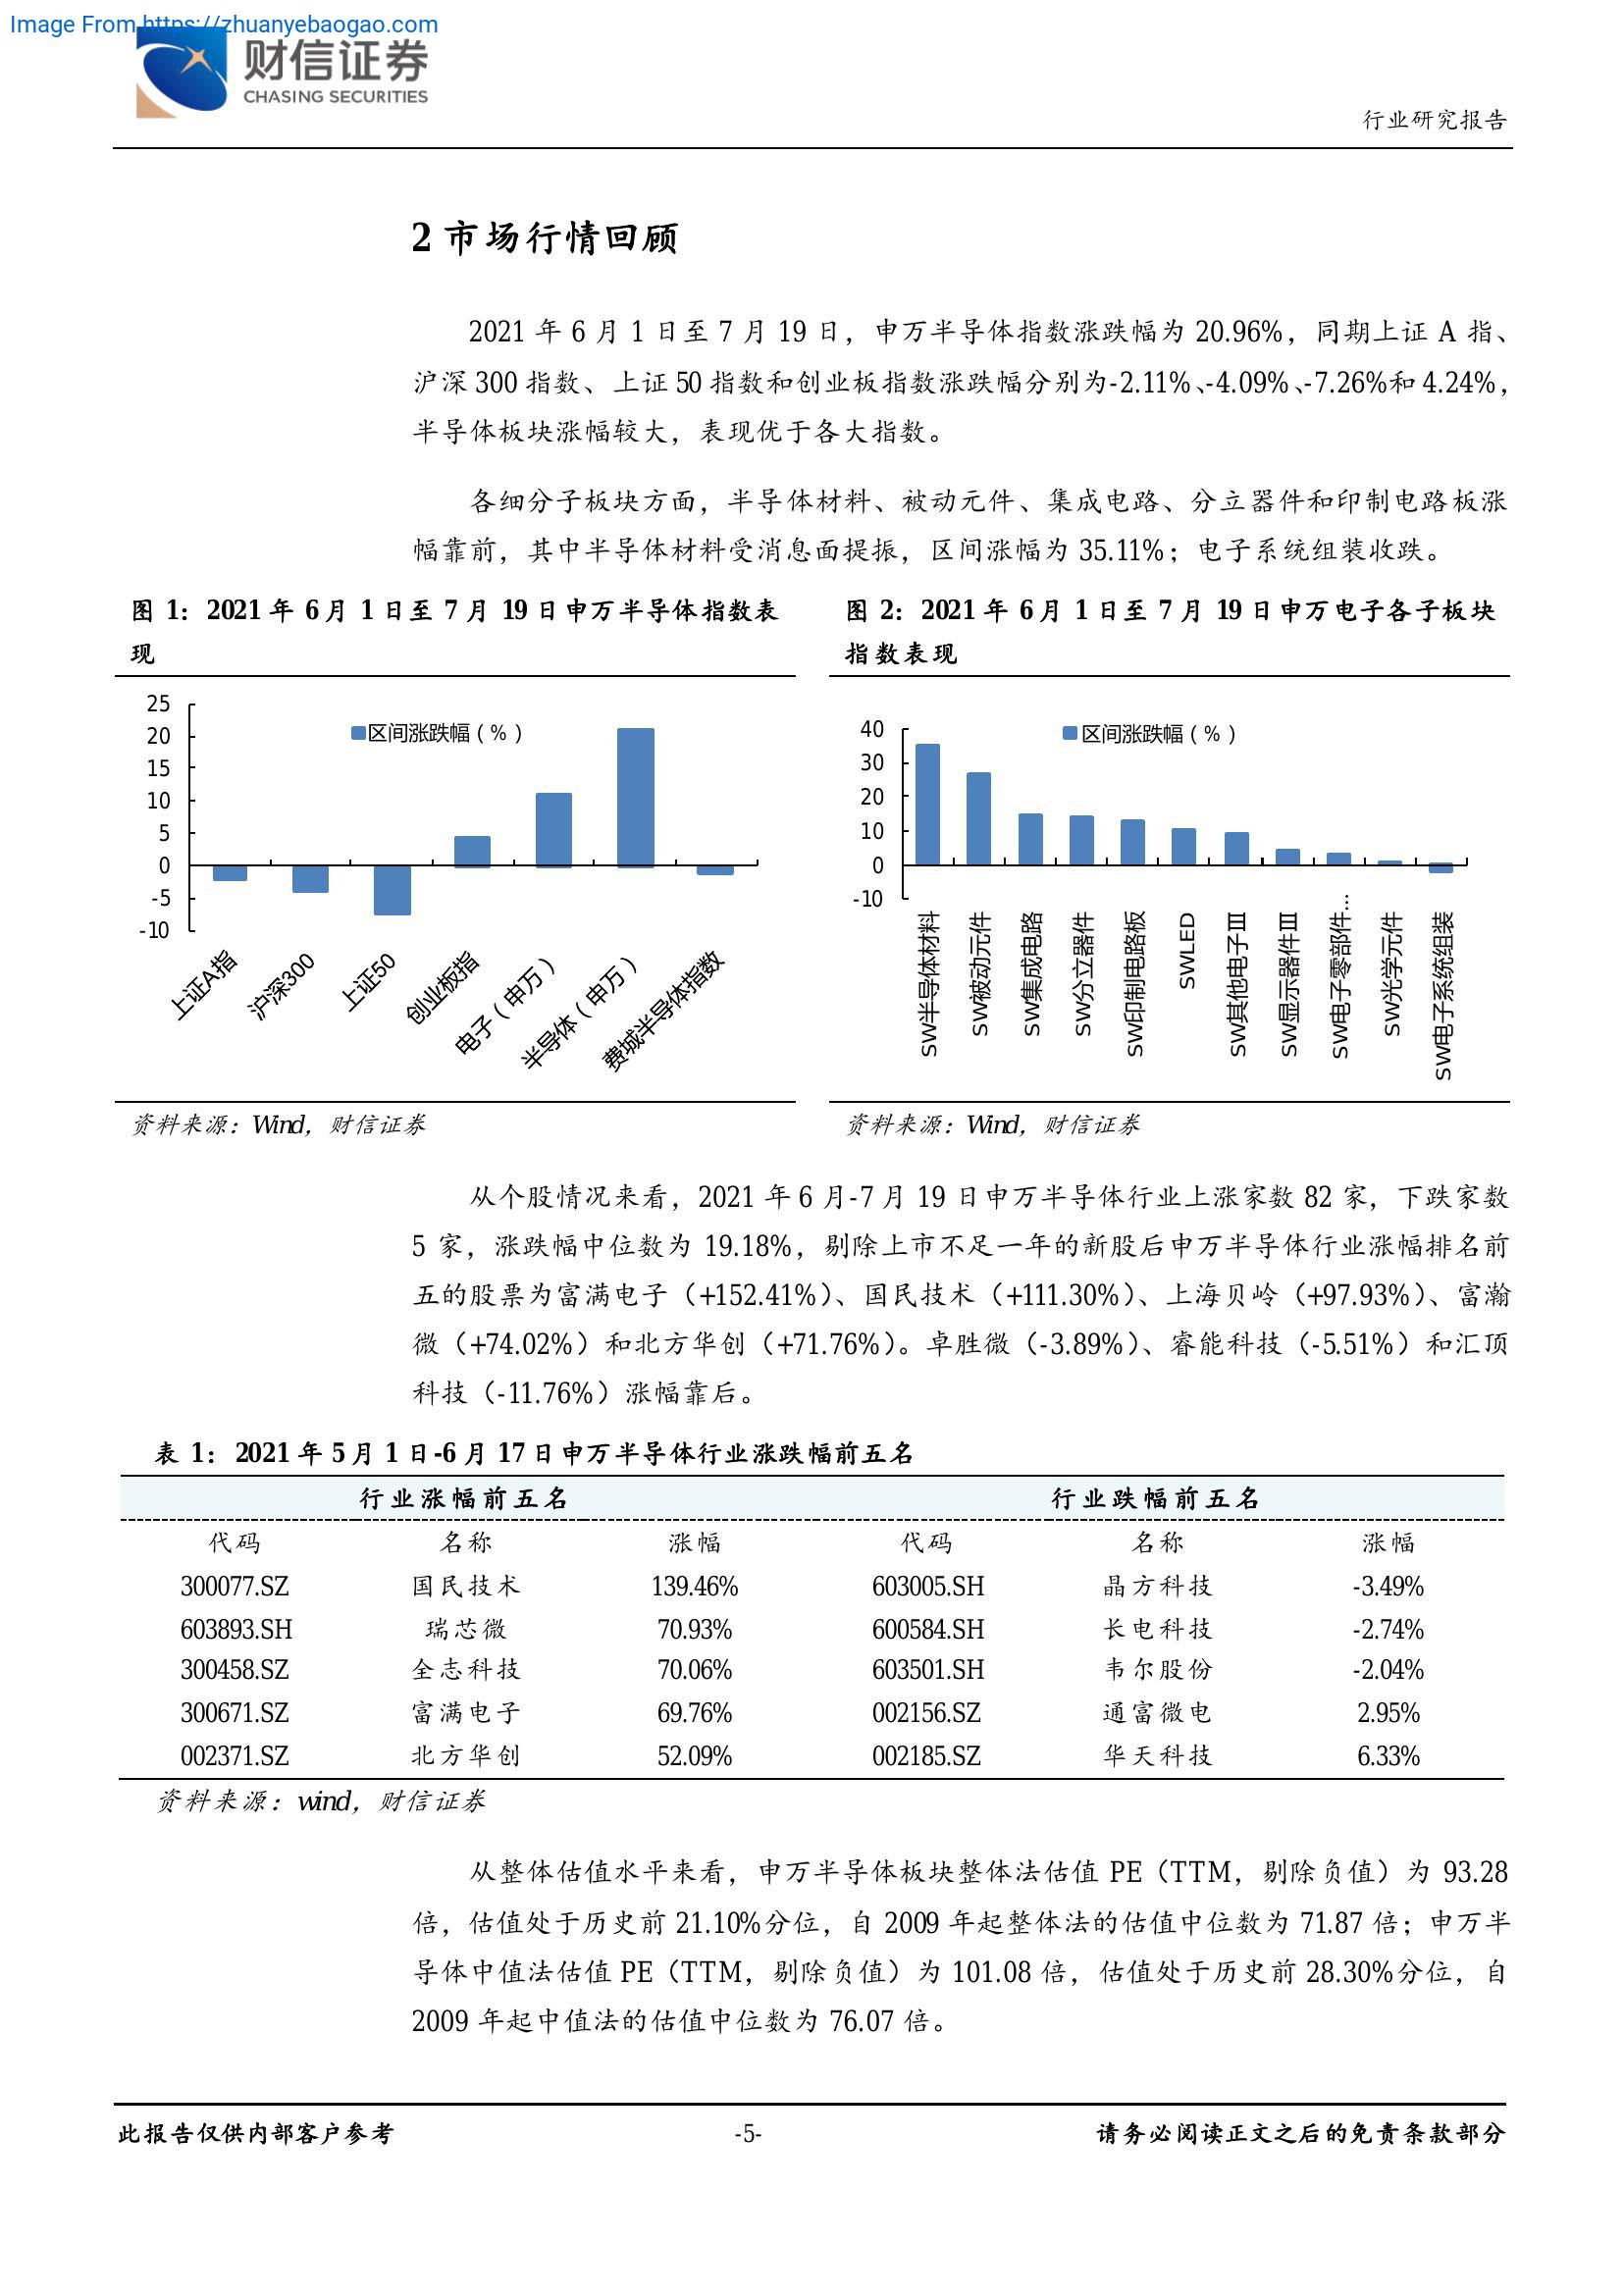 Image From https://zhuanyebaogao.com
财信证券
CHASING SECURITIES
行业研究报告
2 市场行情回顾
2021 年 6 月 1 日至 7 月 19 日，申万半导体指数涨跌幅为 20.96%，同期上证 A 指、
沪深 300 指数、上证 50 指数和创业板指数涨跌幅分别为-2.11%、-4.09%、-7.26%和 4.24%，
半导体板块涨幅较大，表现优于各大指数。
各细分子板块方面，半导体材料、被动元件、集成电路、分立器件和印制电路板涨
幅靠前，其中半导体材料受消息面提振，区间涨幅为 35.11%；电子系统组装收跌。
图 1：2021 年 6 月 1 日至 7 月 19 日申万半导体指数表
现
25
20
15
10
5
0
-5
-10
区间涨跌幅（%）
上证A指
沪深300
上证50
创业板指
电子（申万）
半导体（申万）
费城半导体指数
资料来源：Wind，财信证券
图 2：2021 年 6 月 1 日至 7 月 19 日申万电子各子板块
指数表现
40
30
20
10
0
-10
区间涨跌幅（%）
SW半导体材料
SW被动元件
SW集成电路
SW分立器件
SW印制电路板
SWLED
SW其他电子Ⅲ
SW显示器件Ⅲ
SW电子零部件…
SW光学元件
SW电子系统组装
资料来源：Wind，财信证券
从个股情况来看，2021 年 6 月-7 月 19 日申万半导体行业上涨家数 82 家，下跌家数
5 家，涨跌幅中位数为 19.18%，剔除上市不足一年的新股后申万半导体行业涨幅排名前
五的股票为富满电子（+152.41%）、国民技术（+111.30%）、上海贝岭（+97.93%）、富瀚
微（+74.02%）和北方华创（+71.76%）。卓胜微（-3.89%）、睿能科技（-5.51%）和汇顶
科技（-11.76%）涨幅靠后。
表 1：2021 年 5 月 1 日-6 月 17 日申万半导体行业涨跌幅前五名
行业涨幅前五名 行业跌幅前五名
代码 名称 涨幅 代码 名称 涨幅
300077.SZ 国民技术 139.46% 603005.SH 晶方科技 -3.49%
603893.SH 瑞芯微 70.93% 600584.SH 长电科技 -2.74%
300458.SZ 全志科技 70.06% 603501.SH 韦尔股份 -2.04%
300671.SZ 富满电子 69.76% 002156.SZ 通富微电 2.95%
002371.SZ 北方华创 52.09% 002185.SZ 华天科技 6.33%
资料来源：wind，财信证券
从整体估值水平来看，申万半导体板块整体法估值 PE（TTM，剔除负值）为 93.28
倍，估值处于历史前 21.10%分位，自 2009 年起整体法的估值中位数为 71.87 倍；申万半
导体中值法估值 PE（TTM，剔除负值）为 101.08 倍，估值处于历史前 28.30%分位，自
2009 年起中值法的估值中位数为 76.07 倍。
此报告仅供内部客户参考 -5- 请务必阅读正文之后的免责条款部分